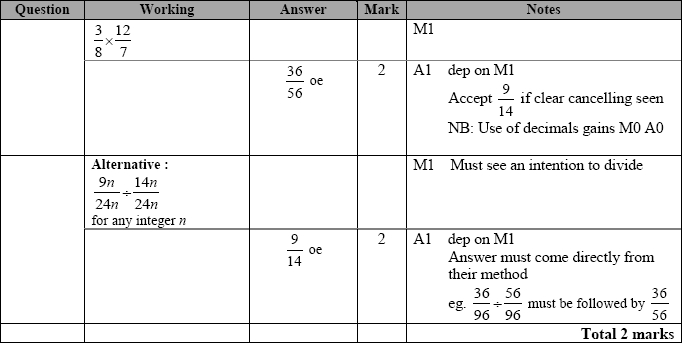 Question Working Answer Mark Notes
3/8 × 12/7 M1
36/56 oe 2 A1 dep on M1
Accept 9/14 if clear cancelling seen
NB: Use of decimals gains M0 A0
Alternative : M1 Must see an intention to divide
9n/24n ÷ 14n/24n
for any integer n
9/14 oe 2 A1 dep on M1
Answer must come directly from
their method
eg. 36/96 ÷ 56/96 must be followed by 36/56
Total 2 marks